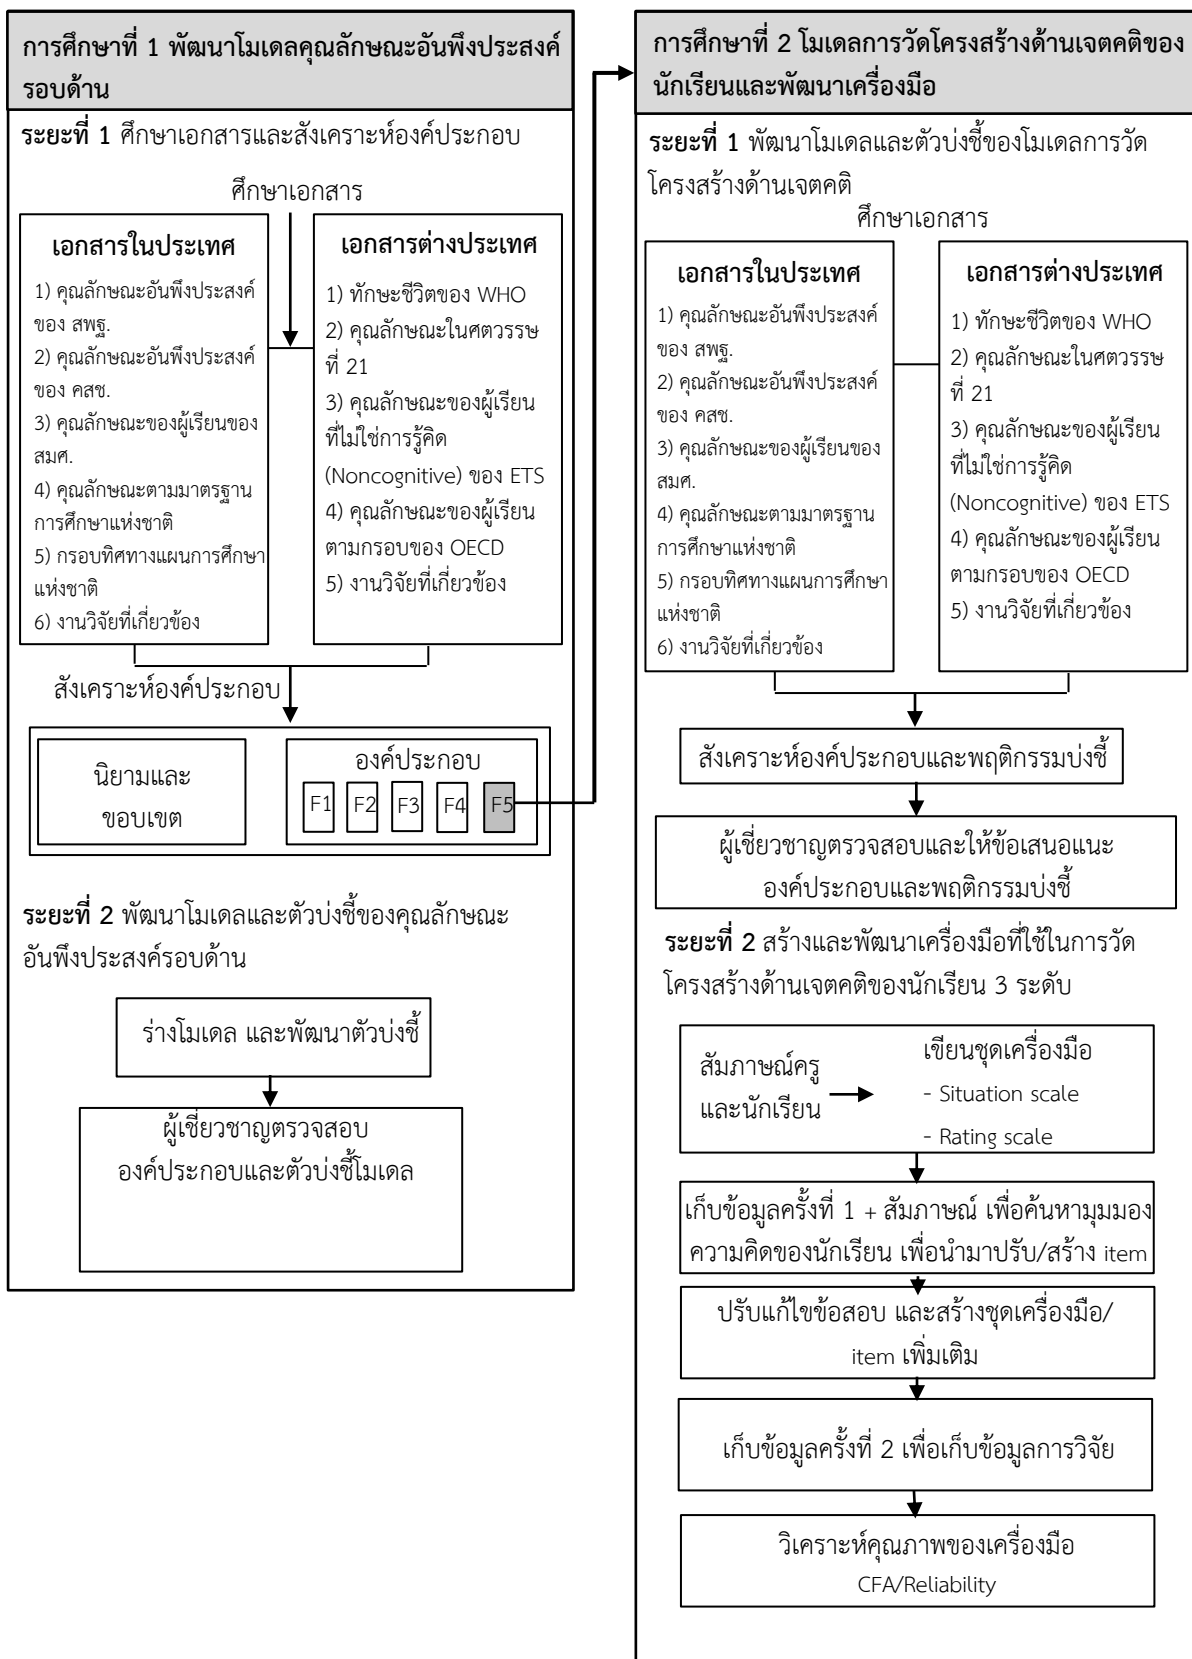 การศึกษาที่ 1 พัฒนาโมเดลคุณลักษณะอันพึงประสงค์
รอบด้าน
ระยะที่ 1 ศึกษาเอกสารและสังเคราะห์องค์ประกอบ
ศึกษาเอกสาร
เอกสารในประเทศ
1) คุณลักษณะอันพึงประสงค์
ของ สพฐ.
2) คุณลักษณะอันพึงประสงค์
ของ คสช.
3) คุณลักษณะของผู้เรียนของ
สมศ.
4) คุณลักษณะตามมาตรฐาน
การศึกษาแห่งชาติ
5) กรอบทิศทางแผนการศึกษา
แห่งชาติ
6) งานวิจัยที่เกี่ยวข้อง
เอกสารต่างประเทศ
1) ทักษะชีวิตของ WHO
2) คุณลักษณะในศตวรรษ
ที่ 21
3) คุณลักษณะของผู้เรียน
ที่ไม่ใช่การรู้คิด
(Noncognitive) ของ ETS
4) คุณลักษณะของผู้เรียน
ตามกรอบของ OECD
5) งานวิจัยที่เกี่ยวข้อง
สังเคราะห์องค์ประกอบ
นิยามและ
ขอบเขต
องค์ประกอบ
F1 F2 F3 F4 F5
ระยะที่ 2 พัฒนาโมเดลและตัวบ่งชี้ของคุณลักษณะ
อันพึงประสงค์รอบด้าน
ร่างโมเดล และพัฒนาตัวบ่งชี้
ผู้เชี่ยวชาญตรวจสอบ
องค์ประกอบและตัวบ่งชี้โมเดล
การศึกษาที่ 2 โมเดลการวัดโครงสร้างด้านเจตคติของ
นักเรียนและพัฒนาเครื่องมือ
ระยะที่ 1 พัฒนาโมเดลและตัวบ่งชี้ของโมเดลการวัด
โครงสร้างด้านเจตคติ
ศึกษาเอกสาร
เอกสารในประเทศ
1) คุณลักษณะอันพึงประสงค์
ของ สพฐ.
2) คุณลักษณะอันพึงประสงค์
ของ คสช.
3) คุณลักษณะของผู้เรียนของ
สมศ.
4) คุณลักษณะตามมาตรฐาน
การศึกษาแห่งชาติ
5) กรอบทิศทางแผนการศึกษา
แห่งชาติ
6) งานวิจัยที่เกี่ยวข้อง
เอกสารต่างประเทศ
1) ทักษะชีวิตของ WHO
2) คุณลักษณะในศตวรรษ
ที่ 21
3) คุณลักษณะของผู้เรียน
ที่ไม่ใช่การรู้คิด
(Noncognitive) ของ ETS
4) คุณลักษณะของผู้เรียน
ตามกรอบของ OECD
5) งานวิจัยที่เกี่ยวข้อง
สังเคราะห์องค์ประกอบและพฤติกรรมบ่งชี้
ผู้เชี่ยวชาญตรวจสอบและให้ข้อเสนอแนะ
องค์ประกอบและพฤติกรรมบ่งชี้
ระยะที่ 2 สร้างและพัฒนาเครื่องมือที่ใช้ในการวัด
โครงสร้างด้านเจตคติของนักเรียน 3 ระดับ
สัมภาษณ์ครู
และนักเรียน
เขียนชุดเครื่องมือ
- Situation scale
- Rating scale
เก็บข้อมูลครั้งที่ 1 + สัมภาษณ์ เพื่อค้นหามุมมอง
ความคิดของนักเรียน เพื่อนำมาปรับ/สร้าง item
ปรับแก้ไขข้อสอบ และสร้างชุดเครื่องมือ/
item เพิ่มเติม
เก็บข้อมูลครั้งที่ 2 เพื่อเก็บข้อมูลการวิจัย
วิเคราะห์คุณภาพของเครื่องมือ
CFA/Reliability